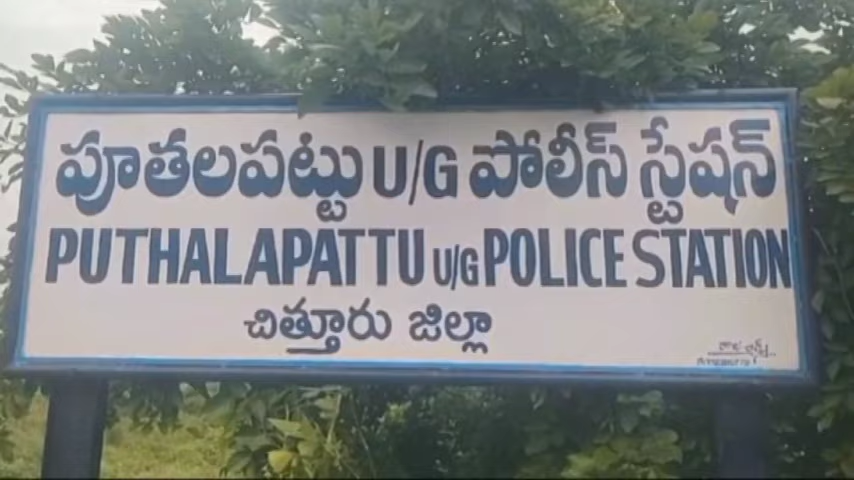 పూతలపట్టు U/G పోలీస్ స్టేషన్
PUTHALAPATTU U/G POLICE STATION
చిత్తూరు జిల్లా